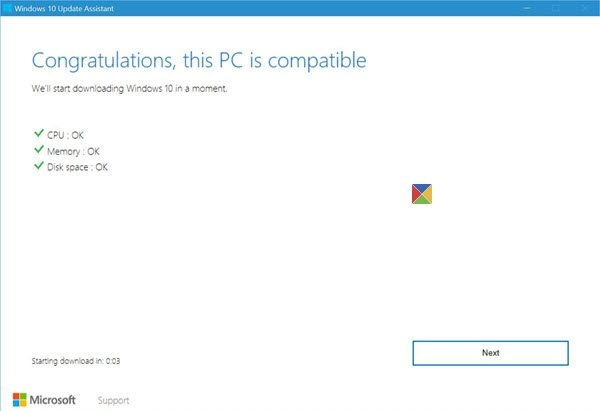 Windows 10 Update Assistant
Congratulations, this PC is compatible
We'll start downloading Windows 10 in a moment.
CPU : OK
Memory : OK
Disk space : OK
Next
Starting download in: 0:03
Microsoft Support